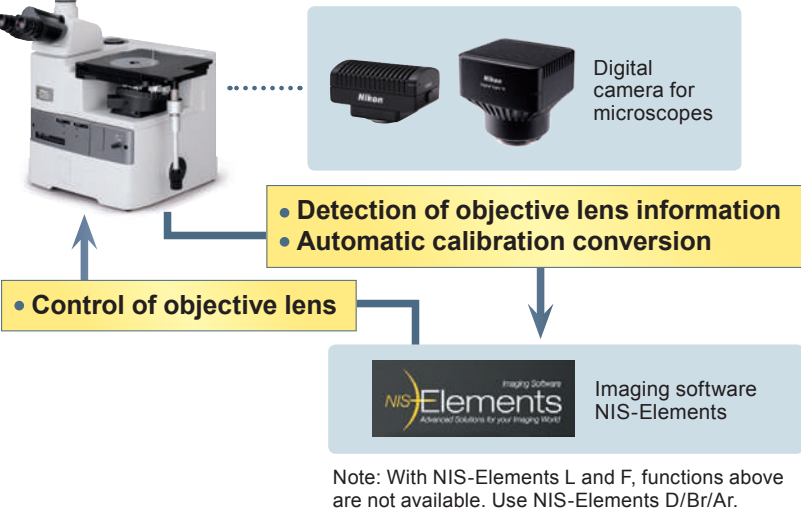 Nikon
Nikon
Digital
camera for
microscopes
• Detection of objective lens information
• Automatic calibration conversion
• Control of objective lens
Imaging Software
NIS-Elements
Advanced Solutions for your Imaging World
Imaging software
NIS-Elements
Note: With NIS-Elements L and F, functions above
are not available. Use NIS-Elements D/Br/Ar.